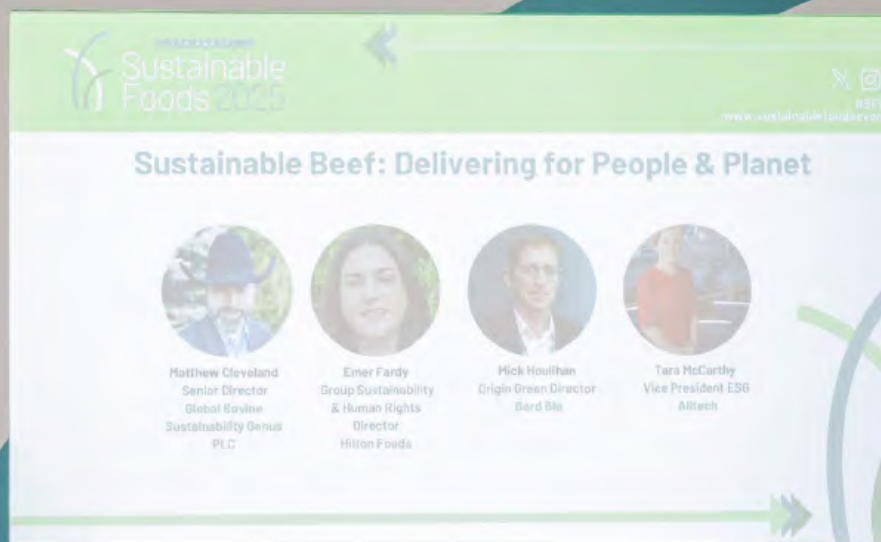 Sustainable
Foods 2025
www.sustainablefoodsevent
Sustainable Beef: Delivering for People & Planet
Matthew Cleveland
Senior Director
Global Bovine
Sustainability Genus
PLC
Emer Fardy
Group Sustainability
& Human Rights
Director
Hilton Foods
Mick Houlihan
Origin Green Director
Bord Bia
Tara McCarthy
Vice President ESG
Alltech